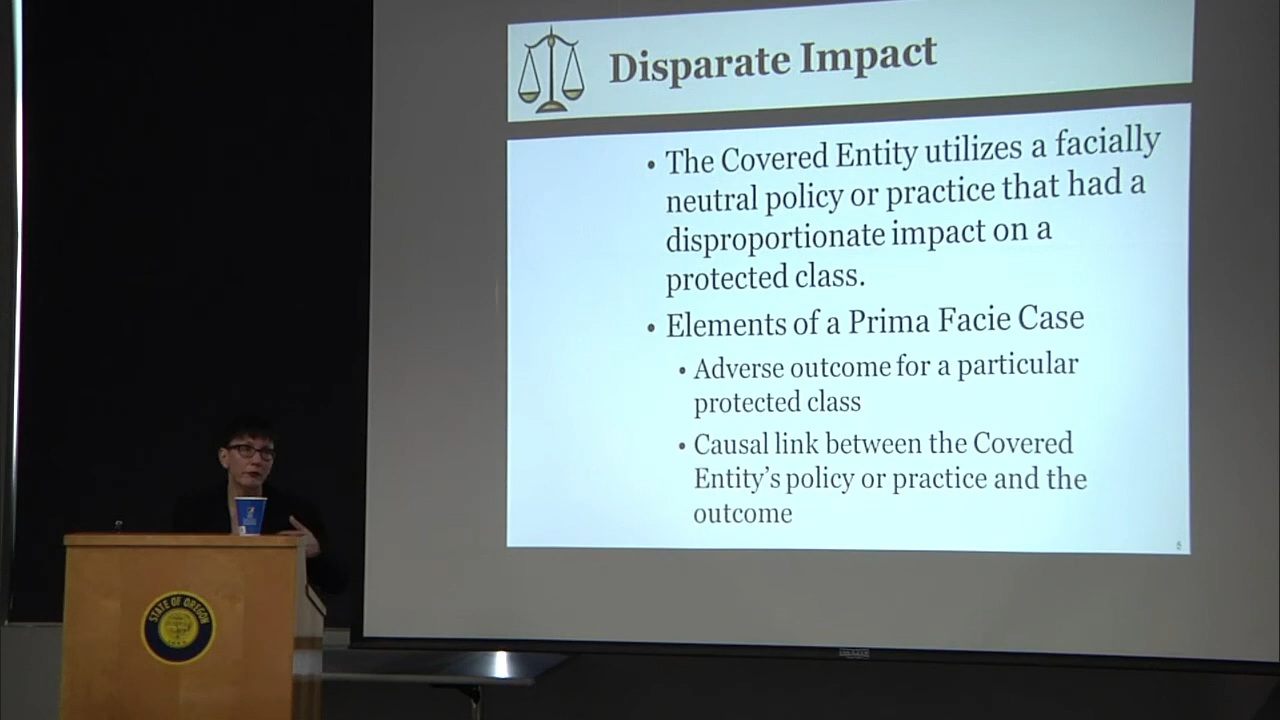 Disparate Impact
• The Covered Entity utilizes a facially
neutral policy or practice that had a
disproportionate impact on a
protected class.
• Elements of a Prima Facie Case
• Adverse outcome for a particular
protected class
• Causal link between the Covered
Entity's policy or practice and the
outcome
6
STATE OF OREGON